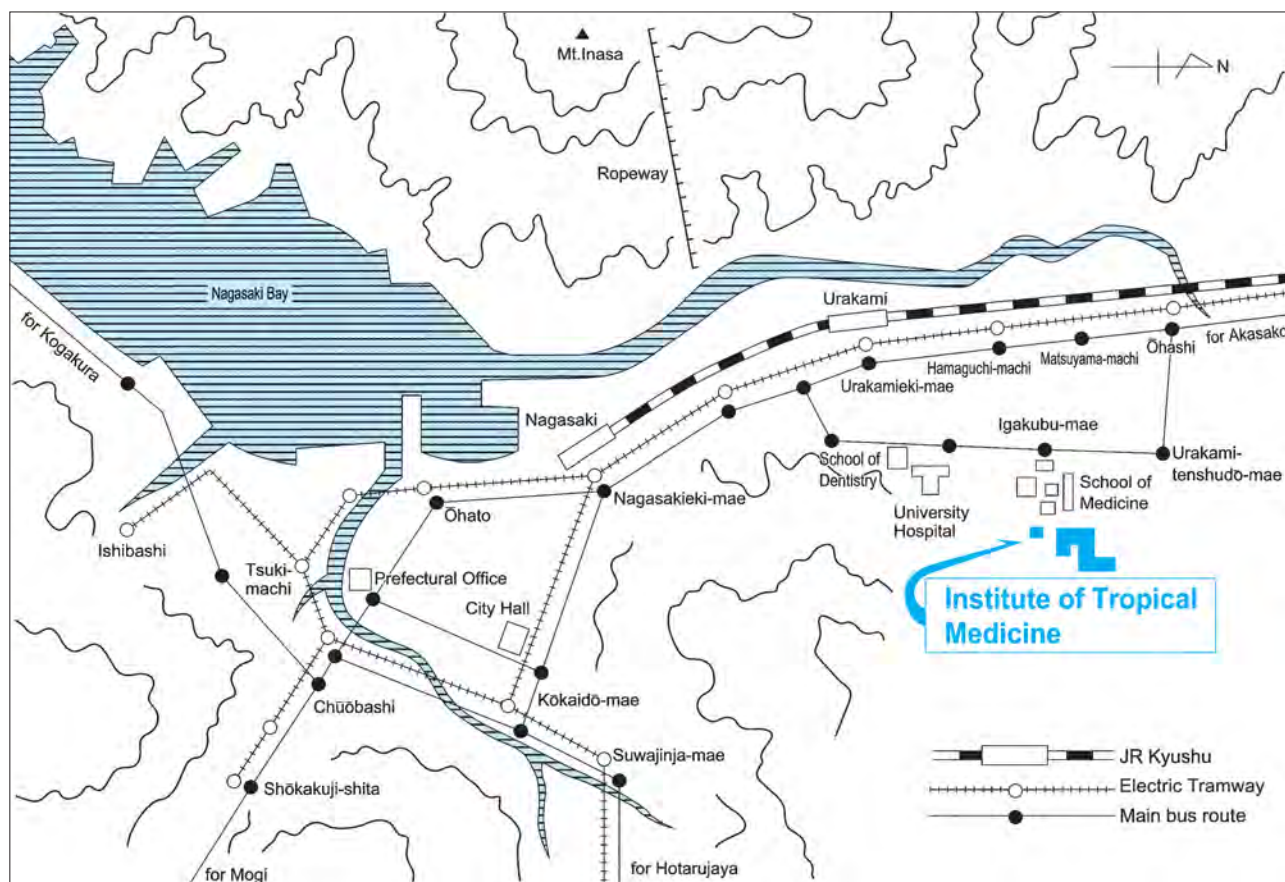 Mt.Inasa
N
Ropeway
Nagasaki Bay
Urakami
for Kogakura
for Akasako
Ōhashi
Matsuyama-machi
Hamaguchi-machi
Urakamieki-mae
Nagasaki
Igakubu-mae
School of
Dentistry
Urakami-
tenshudō-mae
School of
Medicine
University
Hospital
Nagasakieki-mae
Ōhato
Ishibashi
Tsuki-
machi
Prefectural Office
City Hall
Institute of Tropical
Medicine
Kōkaidō-mae
Chūōbashi
Suwajinja-mae
Shōkakuji-shita
JR Kyushu
Electric Tramway
Main bus route
for Mogi
for Hotarujaya